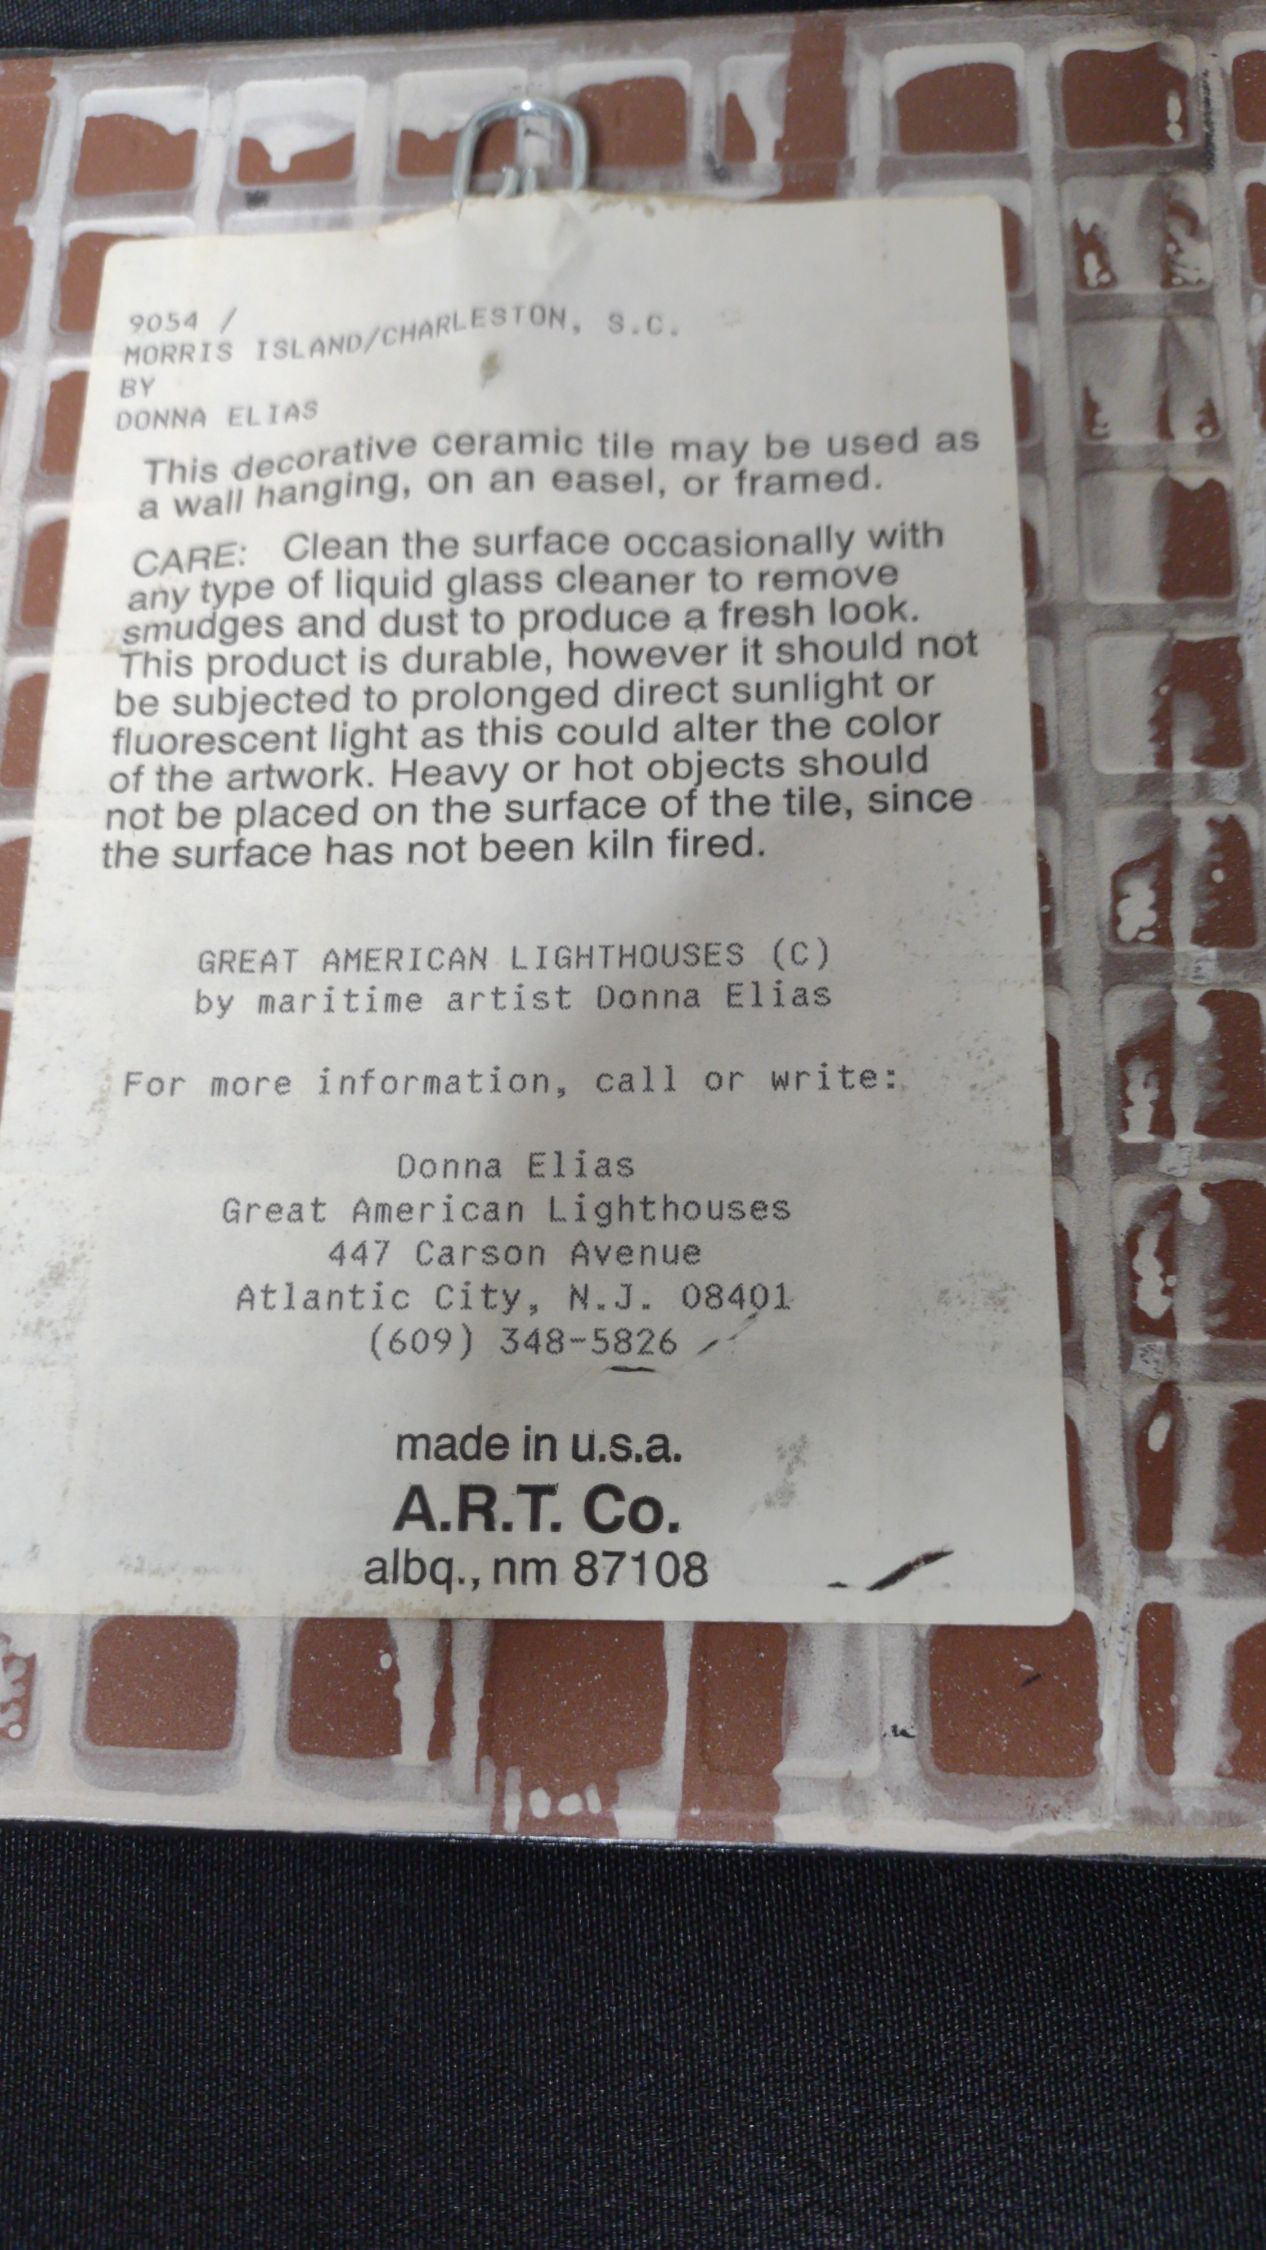 9054 /
MORRIS ISLAND/CHARLESTON, S.C.
BY
DONNA ELIAS
This decorative ceramic tile may be used as
a wall hanging, on an easel, or framed.
CARE: Clean the surface occasionally with
any type of liquid glass cleaner to remove
smudges and dust to produce a fresh look.
This product is durable, however it should not
be subjected to prolonged direct sunlight or
fluorescent light as this could alter the color
of the artwork. Heavy or hot objects should
not be placed on the surface of the tile, since
the surface has not been kiln fired.
GREAT AMERICAN LIGHTHOUSES (C)
by maritime artist Donna Elias
For more information, call or write:
Donna Elias
Great American Lighthouses
447 Carson Avenue
Atlantic City, N.J. 08401
(609) 348-5826
made in u.s.a.
A.R.T. Co.
albq., nm 87108